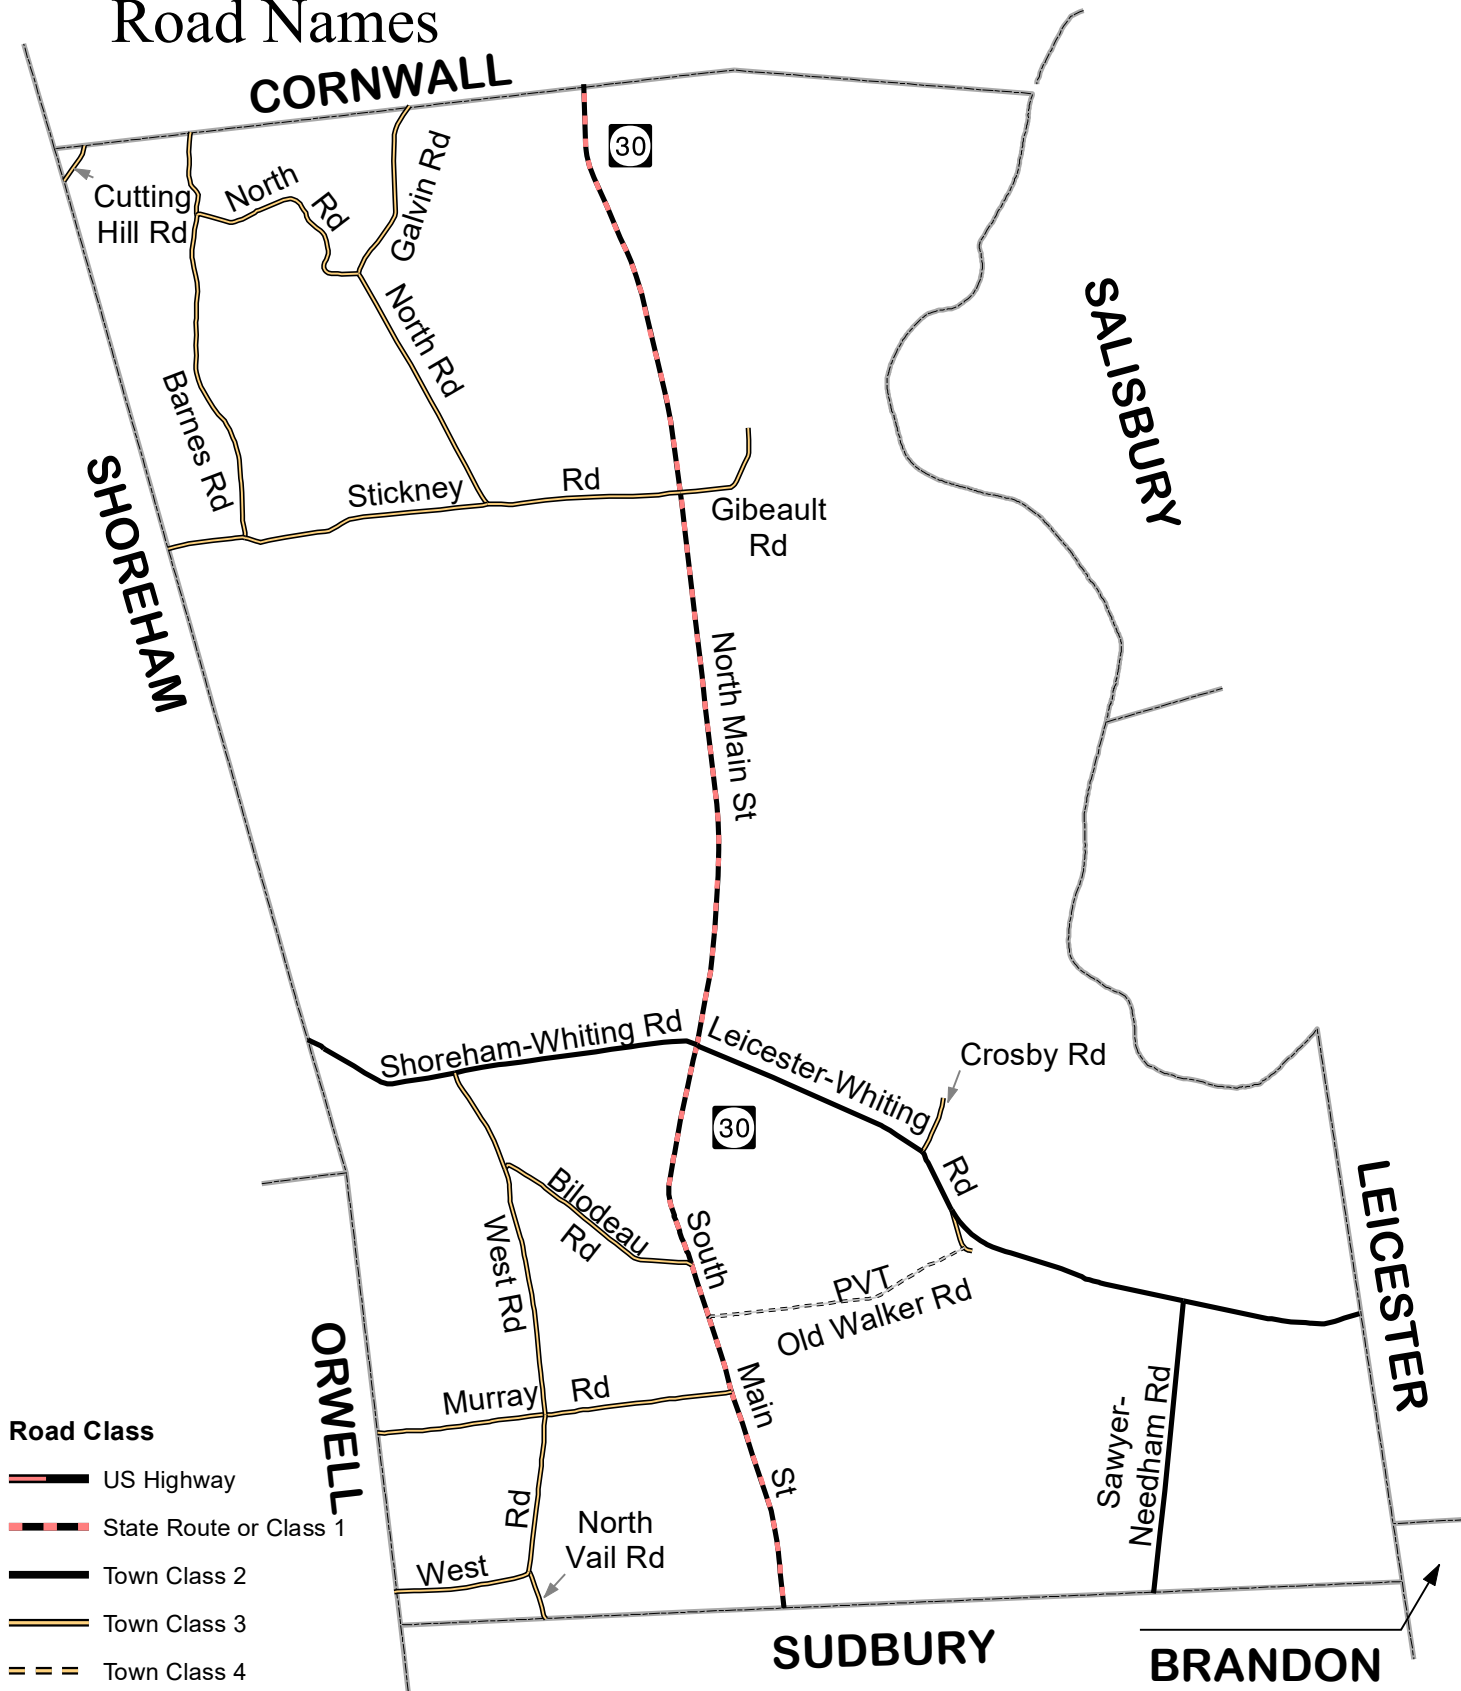 Road Names
CORNWALL
30
Cutting
Hill Rd
North
Rd
Galvin Rd
North Rd
SALISBURY
Barnes Rd
SHOREHAM
Stickney
Rd
Gibeault
Rd
North Main St
Shoreham-Whiting Rd
Leicester-Whiting
Rd
Crosby Rd
30
Bilodeau
Rd
West Rd
South
Main
St
PVT
Old Walker Rd
LEICESTER
ORWELL
Murray
Rd
Sawyer-
Needham Rd
Rd
West
North
Vail Rd
SUDBURY
BRANDON
Road Class
US Highway
State Route or Class 1
Town Class 2
Town Class 3
Town Class 4